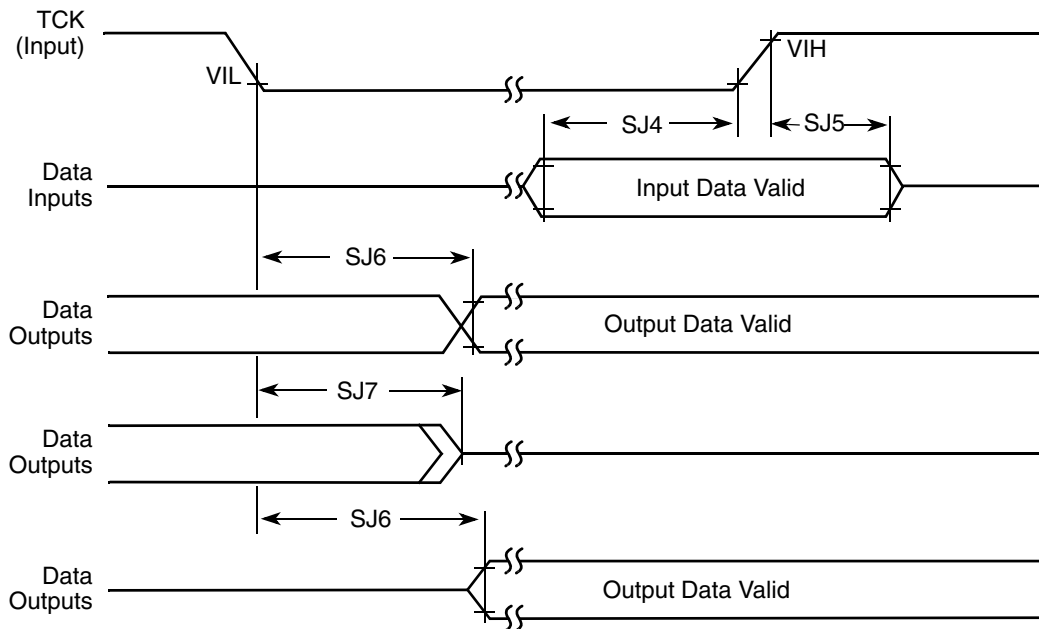 TCK
(Input)
VIL
VIH
SJ4
SJ5
Data
Inputs
Input Data Valid
SJ6
Data
Outputs
Output Data Valid
SJ7
Data
Outputs
SJ6
Data
Outputs
Output Data Valid